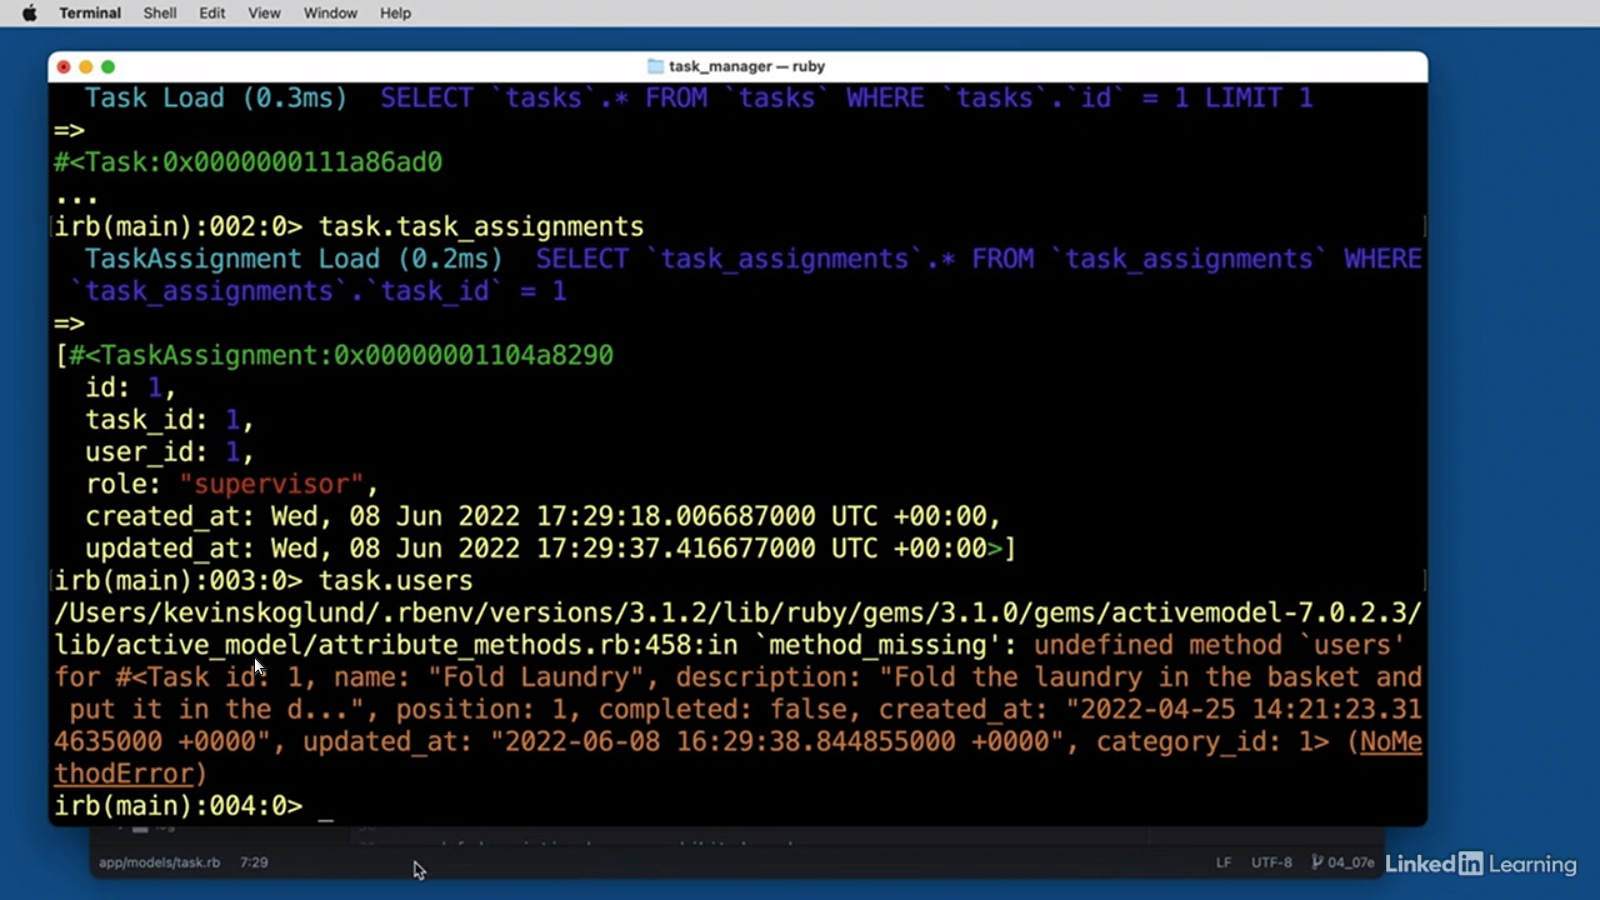 Terminal Shell Edit View Window Help
task_manager — ruby
Task Load (0.3ms) SELECT `tasks`.* FROM `tasks` WHERE `tasks`.`id` = 1 LIMIT 1
=>
#<Task:0x0000000111a86ad0
...
irb(main):002:0> task.task_assignments
TaskAssignment Load (0.2ms) SELECT `task_assignments`.* FROM `task_assignments` WHERE
`task_assignments`.`task_id` = 1
=>
[#<TaskAssignment:0x00000001104a8290
id: 1,
task_id: 1,
user_id: 1,
role: "supervisor",
created_at: Wed, 08 Jun 2022 17:29:18.006687000 UTC +00:00,
updated_at: Wed, 08 Jun 2022 17:29:37.416677000 UTC +00:00>]
irb(main):003:0> task.users
/Users/kevinskoglund/.rbenv/versions/3.1.2/lib/ruby/gems/3.1.0/gems/activemodel-7.0.2.3/
lib/active_model/attribute_methods.rb:458:in `method_missing': undefined method `users'
for #<Task id: 1, name: "Fold Laundry", description: "Fold the laundry in the basket and
put it in the d...", position: 1, completed: false, created_at: "2022-04-25 14:21:23.31
4635000 +0000", updated_at: "2022-06-08 16:29:38.844855000 +0000", category_id: 1> (NoMe
thodError)
irb(main):004:0> _
app/models/task.rb 7:29 LF UTF-8 04_07e
LinkedIn Learning